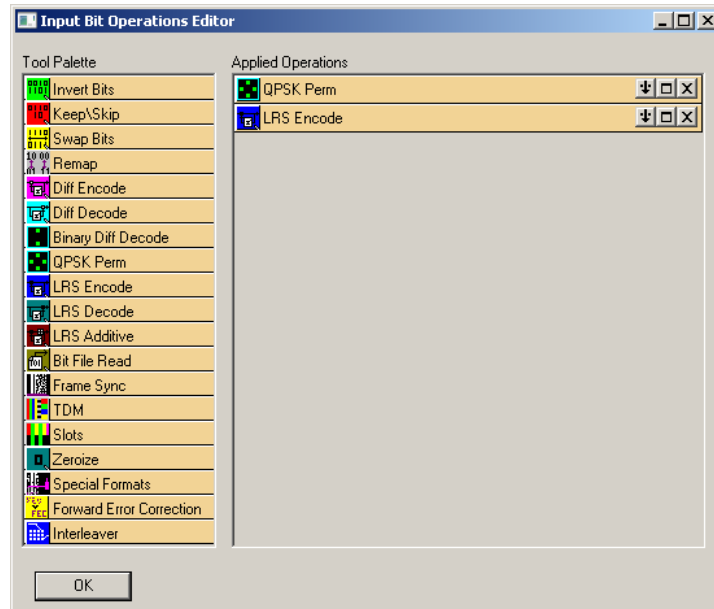 Input Bit Operations Editor
Tool Palette
Applied Operations
Invert Bits
Keep\Skip
Swap Bits
Remap
Diff Encode
Diff Decode
Binary Diff Decode
QPSK Perm
LRS Encode
LRS Decode
LRS Additive
Bit File Read
Frame Sync
TDM
Slots
Zeroize
Special Formats
Forward Error Correction
Interleaver
QPSK Perm
LRS Encode
OK